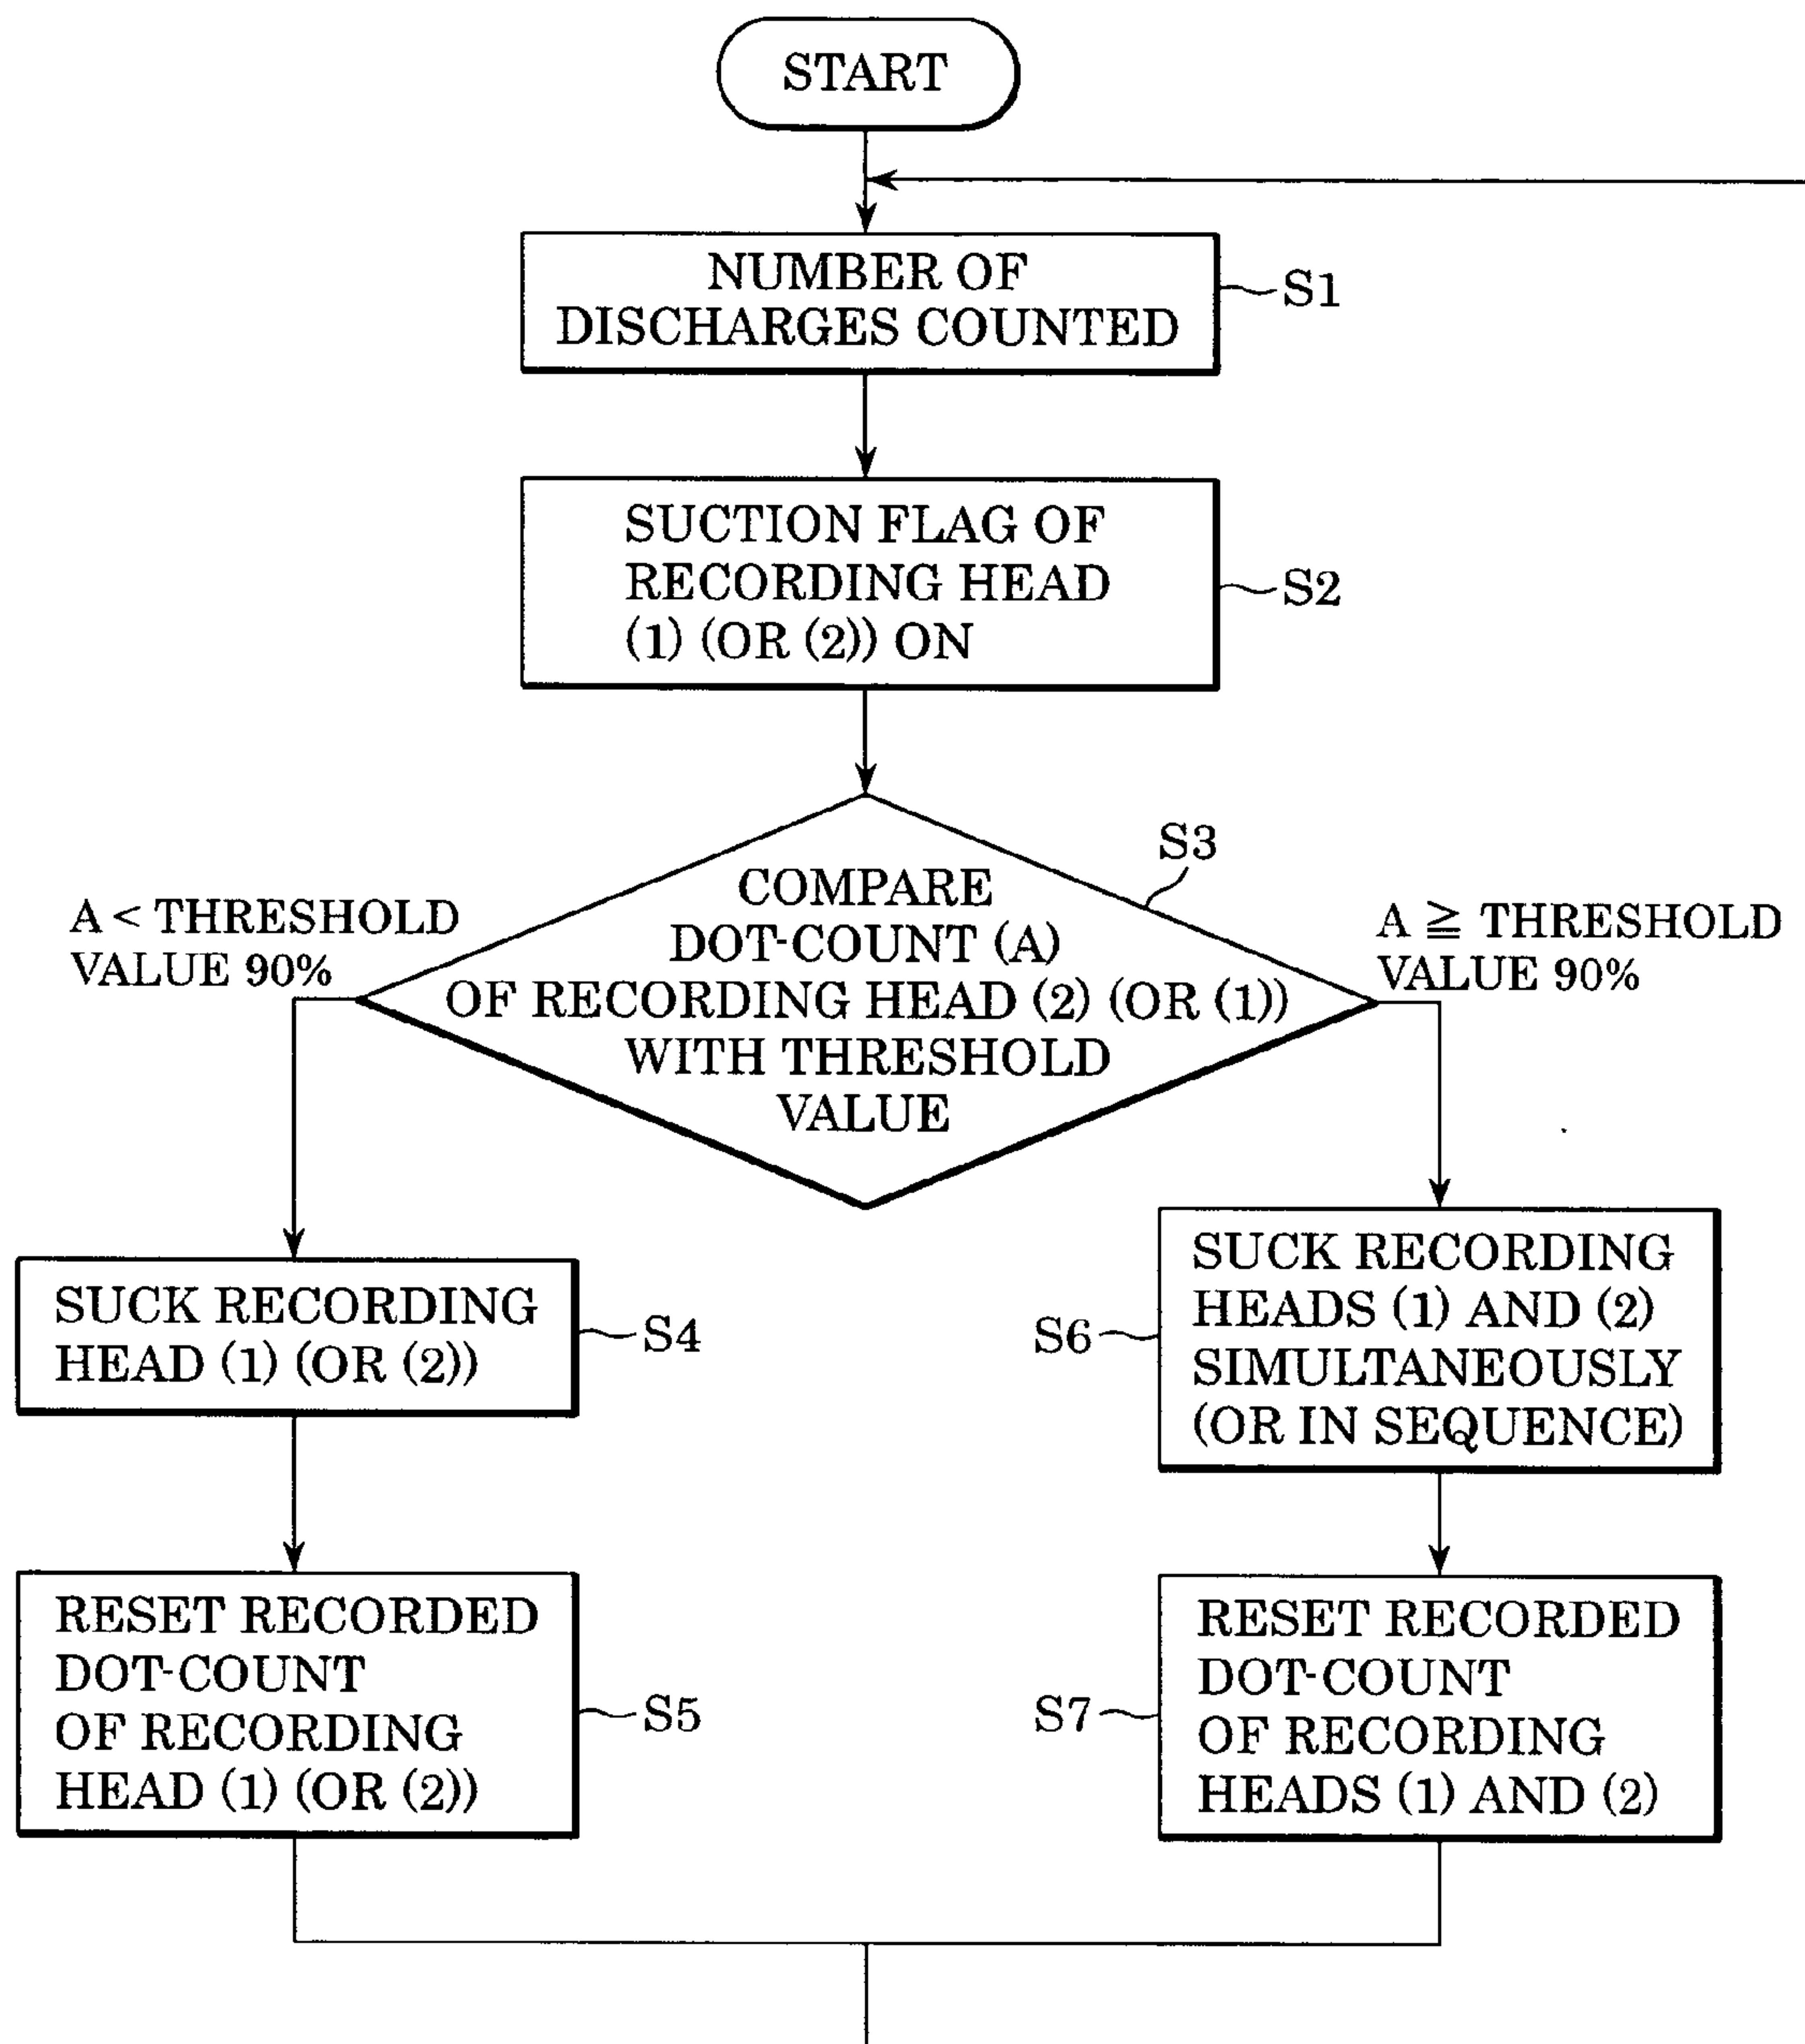 START
NUMBER OF
DISCHARGES COUNTED
S1
SUCTION FLAG OF
RECORDING HEAD
(1) (OR (2)) ON
S2
S3
COMPARE
DOT-COUNT (A)
OF RECORDING HEAD (2) (OR (1))
WITH THRESHOLD
VALUE
A < THRESHOLD
VALUE 90%
A ≧ THRESHOLD
VALUE 90%
SUCK RECORDING
HEAD (1) (OR (2))
S4
SUCK RECORDING
HEADS (1) AND (2)
SIMULTANEOUSLY
(OR IN SEQUENCE)
S6
RESET RECORDED
DOT-COUNT
OF RECORDING
HEAD (1) (OR (2))
S5
RESET RECORDED
DOT-COUNT
OF RECORDING
HEADS (1) AND (2)
S7